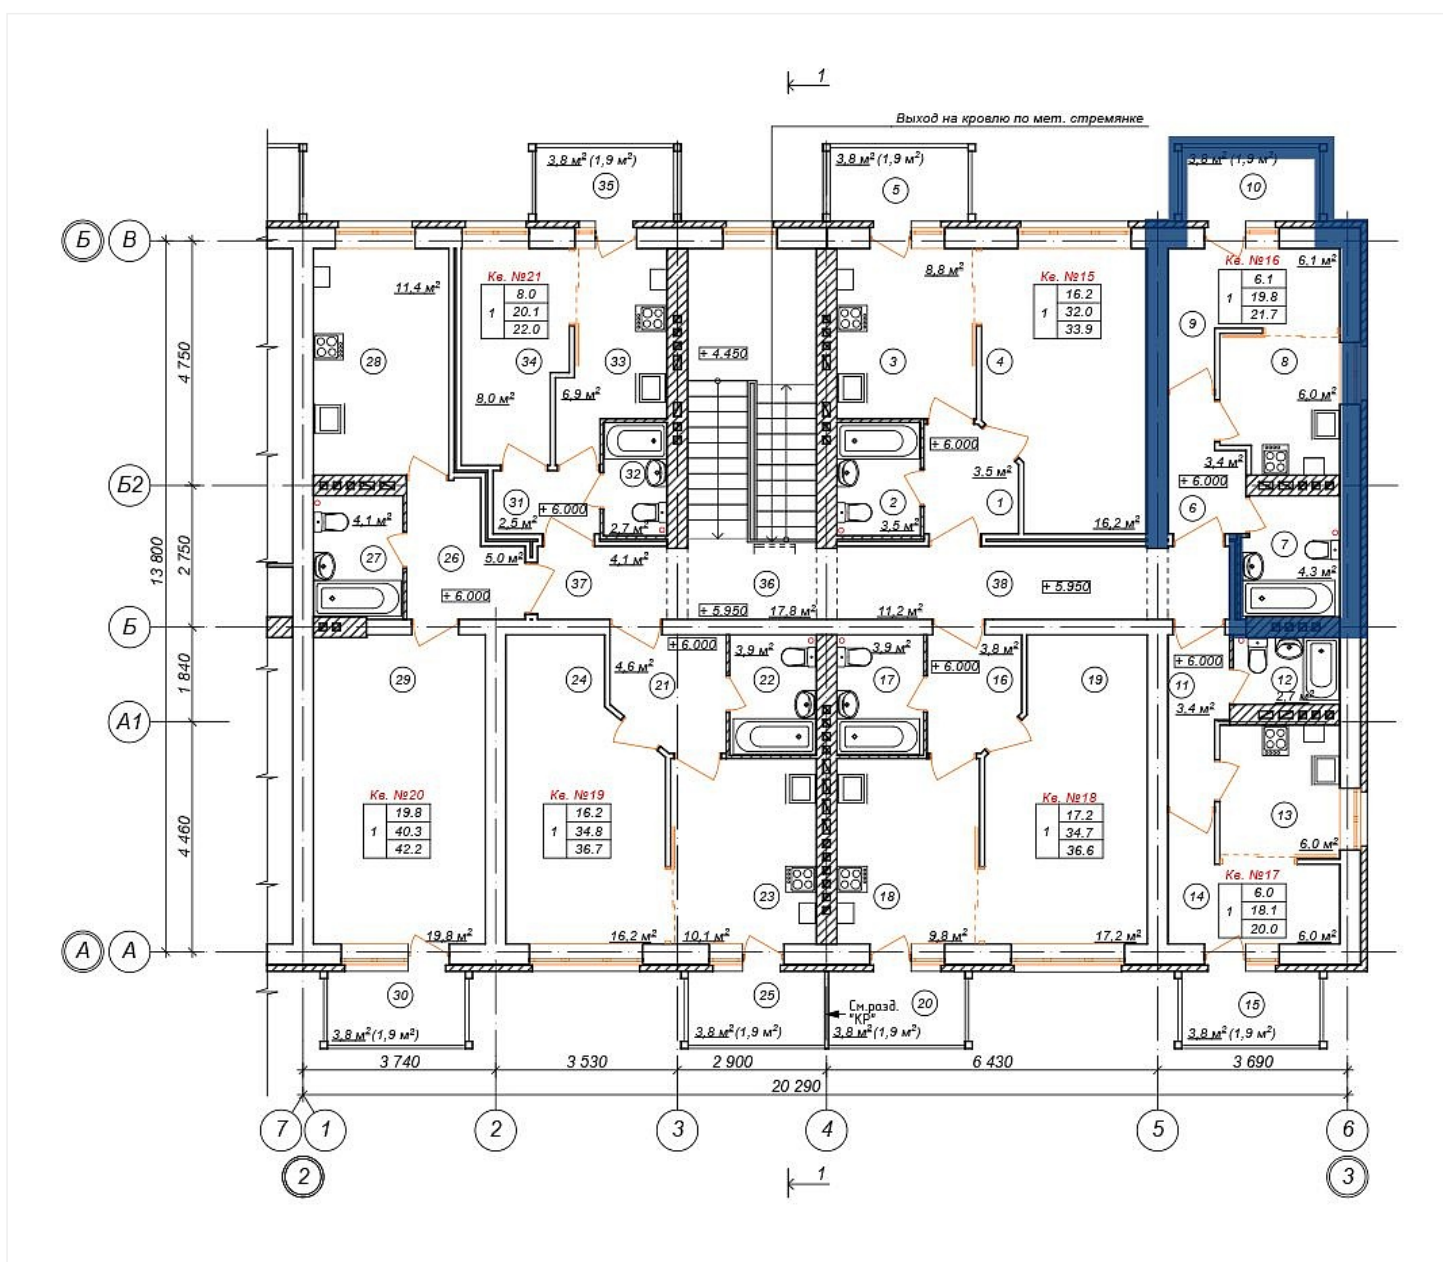 1
Выход на кровлю по мет. стремянке
3,8 м² (1,9 м²)
35
3,8 м² (1,9 м²)
5
3,8 м² (1,9 м²)
10
Б В
11,4 м²
Кв. №21
8.0
1 20.1
22.0
8,8 м²
Кв. №15
16.2
1 32.0
33.9
Кв. №16
6,1 м²
6.1
1 19.8
21.7
9
28
34
33
+ 4.450
3
4
8
4 750
8,0 м²
6,9 м²
6,0 м²
+ 6.000
3,4 м²
3.5 м²
32
Б2
31
+ 6.000
2
1
+ 6.000
6
4,1 м²
2,5 м²
2,7 м²
3,5 м²
16,2 м²
7
27
26
5,0 м²
4,1 м²
4.3 м²
13 800
2 750
37
36
38
+ 5.950
+ 6.000
+ 5.950
17.8 м²
11,2 м²
Б
1 840
29
24
4,6 м²
21
+ 6.000
3,9 м²
22
3,9 м²
17
3,8 м²
+ 6.000
16
19
+ 6.000
11
12
2,7 м²
3,4 м²
А1
4 460
Кв. №20
19.8
1 40.3
42.2
Кв. №19
16.2
1 34.8
36.7
Кв. №18
17.2
1 34.7
36.6
13
6.0 м²
Кв. №17
6.0
1 18.1
20.0
23
18
14
19,8 м²
16,2 м²
10,1 м²
9,8 м²
17,2 м²
6,0 м²
А А
30
25
См.разд.
"КР"
20
15
3,8 м² (1,9 м²)
3,8 м² (1,9 м²)
3,8 м² (1,9 м²)
3,8 м² (1,9 м²)
3 740
3 530
2 900
6 430
3 690
20 290
7 1 2 3 4 5 6
2
1
3